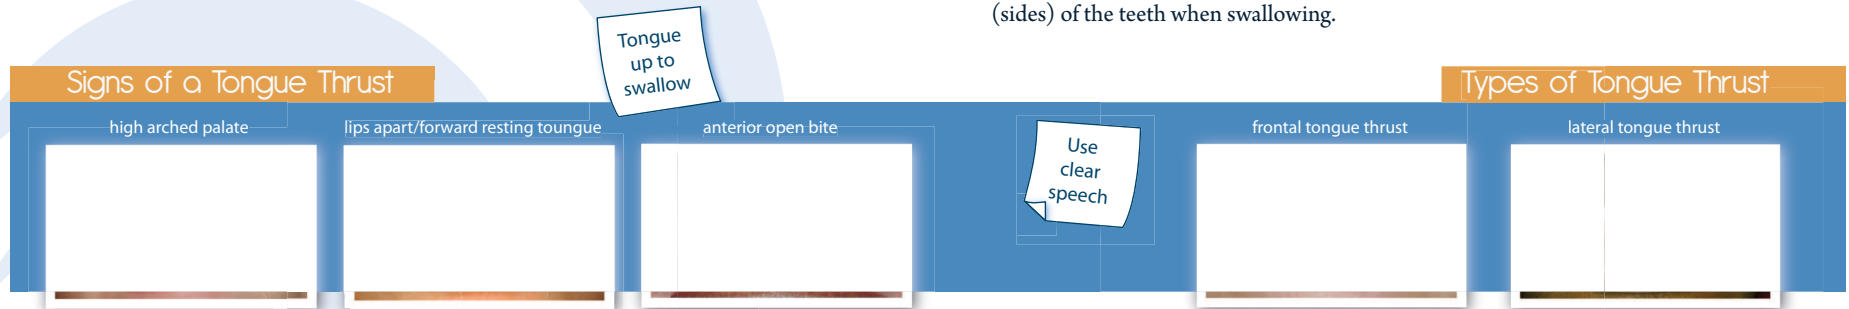 (sides) of the teeth when swallowing.
Tongue
up to
swallow
Signs of a Tongue Thrust
high arched palate
lips apart/forward resting toungue
anterior open bite
Use
clear
speech
Types of Tongue Thrust
frontal tongue thrust
lateral tongue thrust